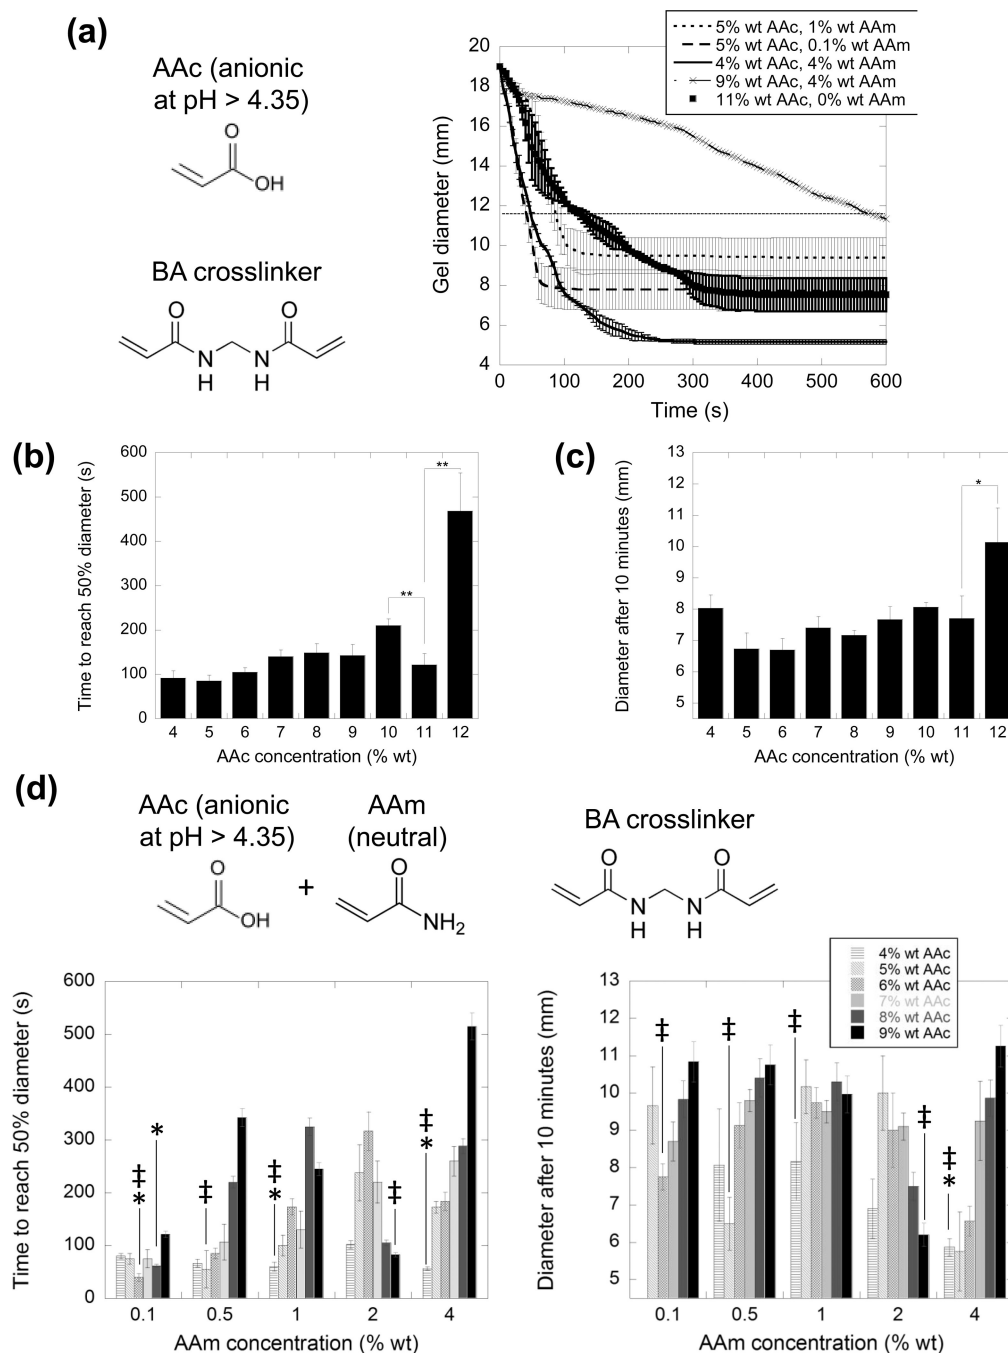 (a)
AAc (anionic
at pH > 4.35)
O
OH
BA crosslinker
O
O
N
N
H
H
5% wt AAc, 1% wt AAm
5% wt AAc, 0.1% wt AAm
4% wt AAc, 4% wt AAm
9% wt AAc, 4% wt AAm
11% wt AAc, 0% wt AAm
Gel diameter (mm)
20
18
16
14
12
10
8
6
4
0
100
200
300
400
500
600
Time (s)
(b)
Time to reach 50% diameter (s)
600
500
400
300
200
100
0
**
**
4
5
6
7
8
9
10
11
12
AAc concentration (% wt)
(c)
Diameter after 10 minutes (mm)
13
12
11
10
9
8
7
6
5
*
4
5
6
7
8
9
10
11
12
AAc concentration (% wt)
(d)
AAc (anionic
at pH > 4.35)
O
OH
+
AAm
(neutral)
O
NH2
BA crosslinker
O
O
N
N
H
H
Time to reach 50% diameter (s)
600
500
400
300
200
100
0
‡
*
*
‡
‡
*
‡
‡
*
0.1
0.5
1
2
4
AAm concentration (% wt)
4% wt AAc
5% wt AAc
6% wt AAc
7% wt AAc
8% wt AAc
9% wt AAc
Diameter after 10 minutes (mm)
13
12
11
10
9
8
7
6
5
‡
‡
‡
‡
‡
*
0.1
0.5
1
2
4
AAm concentration (% wt)